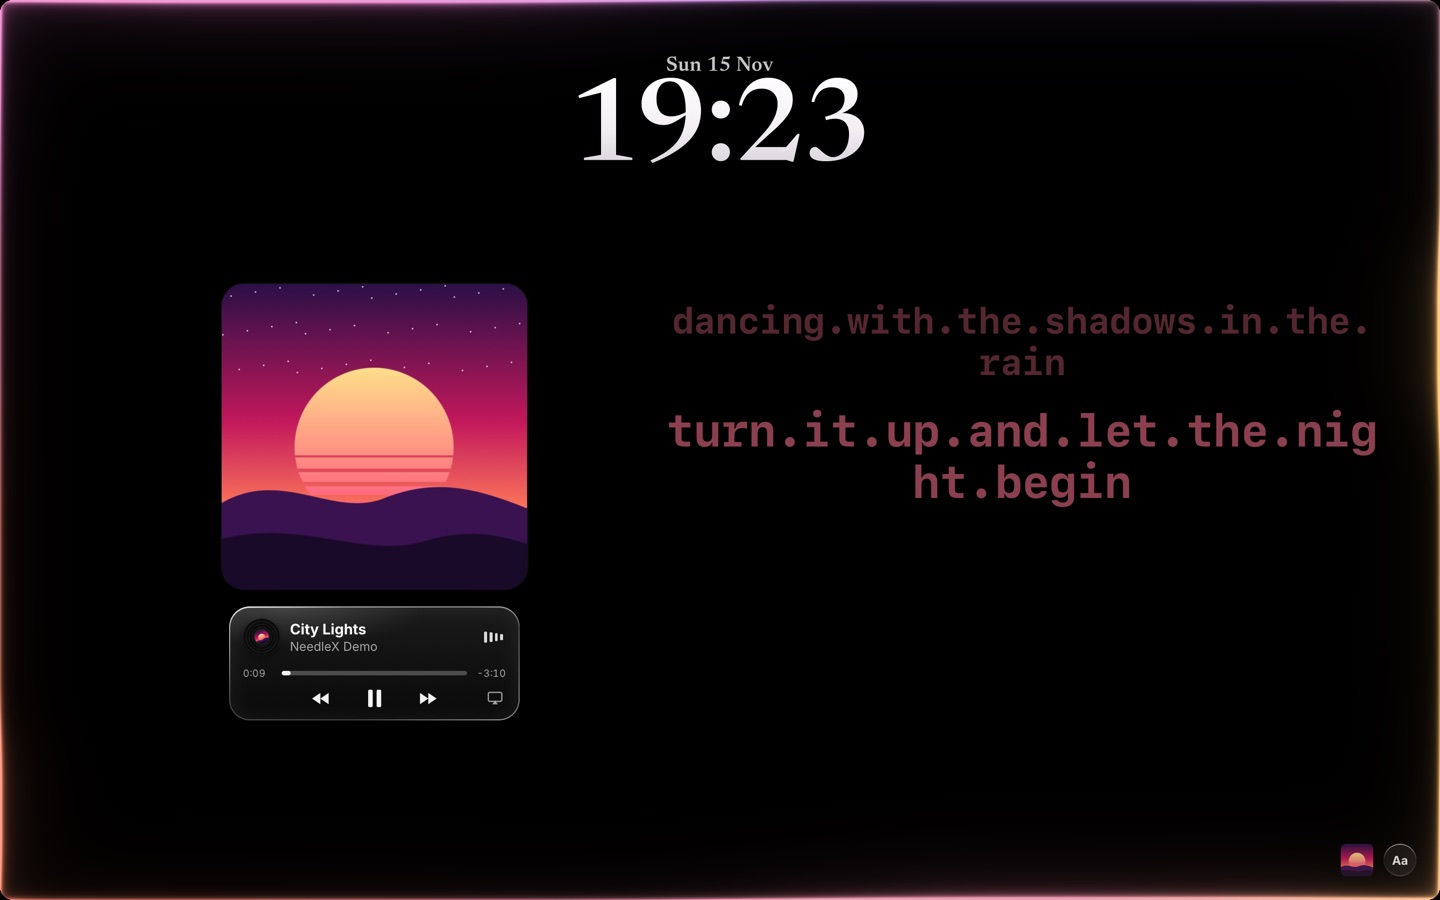 Sun 15 Nov
19:23
dancing.with.the.shadows.in.the.
rain
turn.it.up.and.let.the.nig
ht.begin
City Lights
NeedleX Demo
0:09
-3:10
Aa